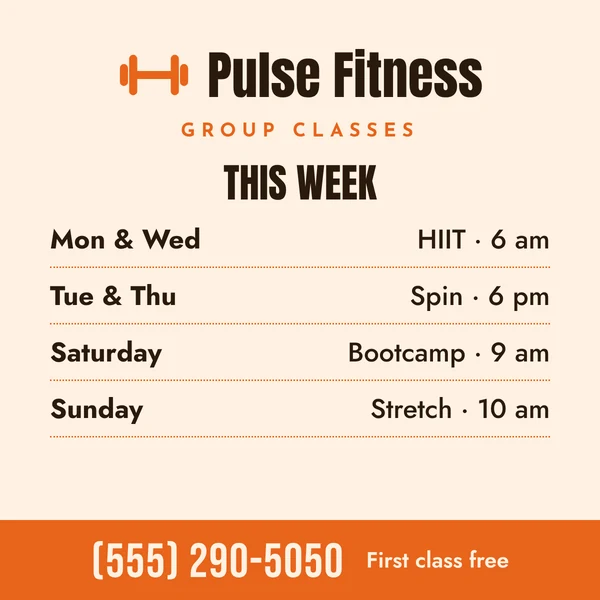 Pulse Fitness
GROUP CLASSES
THIS WEEK
Mon & Wed HIIT · 6 am
Tue & Thu Spin · 6 pm
Saturday Bootcamp · 9 am
Sunday Stretch · 10 am
(555) 290-5050 First class free